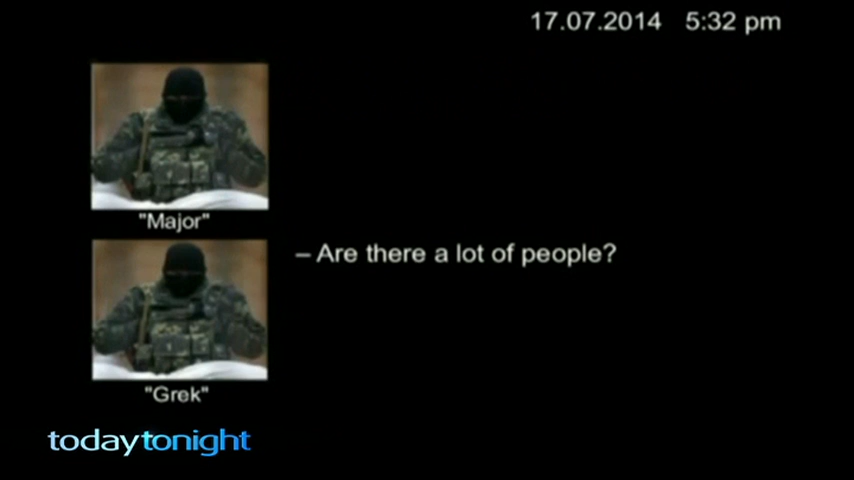 17.07.2014 5:32 pm
"Major"
– Are there a lot of people?
"Grek"
todaytonight